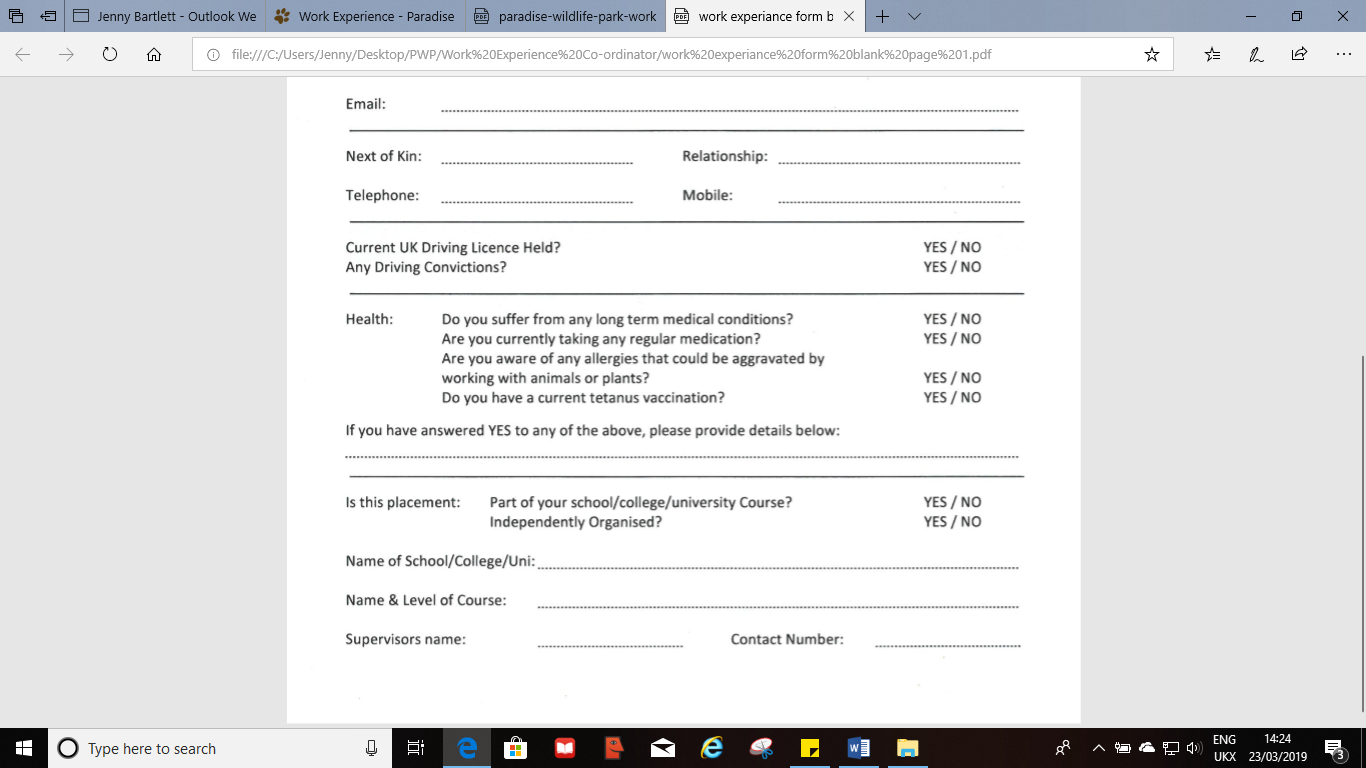 Jenny Bartlett - Outlook We
Work Experience - Paradise
paradise-wildlife-park-work
work experiance form b
file:///C:/Users/Jenny/Desktop/PWP/Work%20Experience%20Co-ordinator/work%20experiance%20form%20blank%20page%201.pdf
Email:
Next of Kin: Relationship:
Telephone: Mobile:
Current UK Driving Licence Held? YES / NO
Any Driving Convictions? YES / NO
Health: Do you suffer from any long term medical conditions? YES / NO
Are you currently taking any regular medication? YES / NO
Are you aware of any allergies that could be aggravated by
working with animals or plants? YES / NO
Do you have a current tetanus vaccination? YES / NO
If you have answered YES to any of the above, please provide details below:
Is this placement: Part of your school/college/university Course? YES / NO
Independently Organised? YES / NO
Name of School/College/Uni:
Name & Level of Course:
Supervisors name: Contact Number:
Type here to search
ENG 14:24
UKX 23/03/2019
3